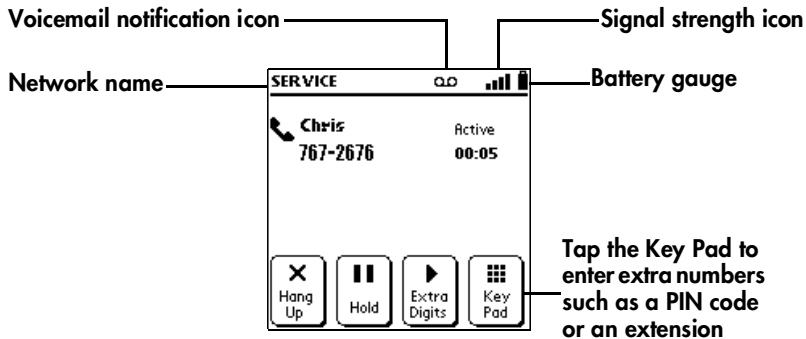 Voicemail notification icon
Signal strength icon
Network name
Battery gauge
SERVICE
Chris
Active
767-2676
00:05
Hang
Up
Hold
Extra
Digits
Key
Pad
Tap the Key Pad to
enter extra numbers
such as a PIN code
or an extension